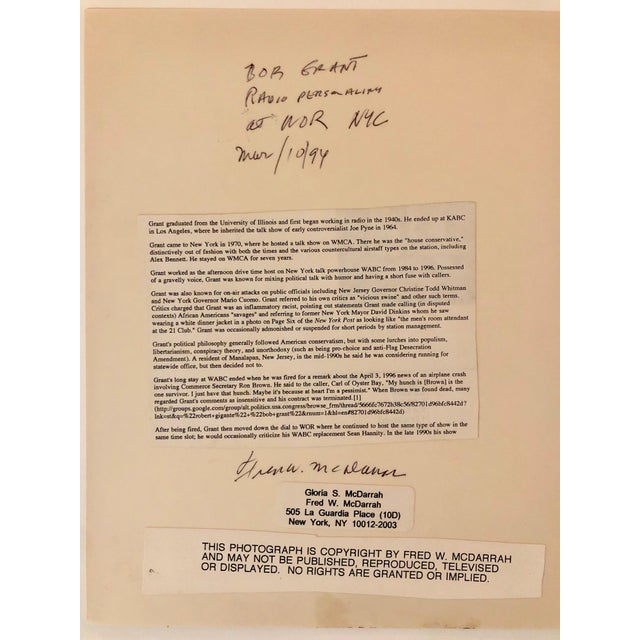 BOB GRANT
RADIO PERSONALITY
at WOR NYC
Mar/10/94
Grant graduated from the University of Illinois and first began working in radio in the 1940s. He ended up at KABC
in Los Angeles, where he inherited the talk show of early controversialist Joe Pyne in 1964.
Grant came to New York in 1970, where he hosted a talk show on WMCA. There he was the "house conservative,"
distinctively out of fashion with both the times and the various countercultural airstaff types on the station, including
Alex Bennett. He stayed on WMCA for seven years.
Grant worked as the afternoon drive time host on New York talk powerhouse WABC from 1984 to 1996. Possessed
of a gravelly voice, Grant was known for mixing political talk with humor and having a short fuse with callers.
Grant was also known for on-air attacks on public officials including New Jersey Governor Christine Todd Whitman
and New York Governor Mario Cuomo. Grant referred to his own critics as "vicious swine" and other such terms.
Critics charged that Grant was an inflammatory racist, pointing out statements Grant made calling (in disputed
contexts) African Americans "savages" and referring to former New York Mayor David Dinkins whom he saw
wearing a white dinner jacket in a photo on Page Six of the New York Post as looking like "the men's room attendant
at the 21 Club." Grant was occasionally admonished or suspended for short periods by station management.
Grant's political philosophy generally followed American conservatism, but with some lurches into populism,
libertarianism, conspiracy theory, and unorthodoxy (such as being pro-choice and anti-Flag Desecration
Amendment). A resident of Manalapan, New Jersey, in the mid-1990s he said he was considering running for
statewide office, but then decided not to.
Grant's long stay at WABC ended when he was fired for a remark about the April 3, 1996 news of an airplane crash
involving Commerce Secretary Ron Brown. He said to the caller, Carl of Oyster Bay, "My hunch is [Brown] is the
one survivor. I just have that hunch. Maybe it's because at heart I'm a pessimist." When Brown was found dead, many
regarded Grant's comments as insensitive and his contract was terminated.[1]
After being fired, Grant then moved down the dial to WOR where he continued to host the same type of show in the
same time slot; he would occasionally criticize his WABC replacement Sean Hannity. In the late 1990s his show
Fred W. McDarrah
Gloria S. McDarrah
Fred W. McDarrah
505 La Guardia Place (10D)
New York, NY 10012-2003
THIS PHOTOGRAPH IS COPYRIGHT BY FRED W. MCDARRAH
AND MAY NOT BE PUBLISHED, REPRODUCED, TELEVISED
OR DISPLAYED. NO RIGHTS ARE GRANTED OR IMPLIED.